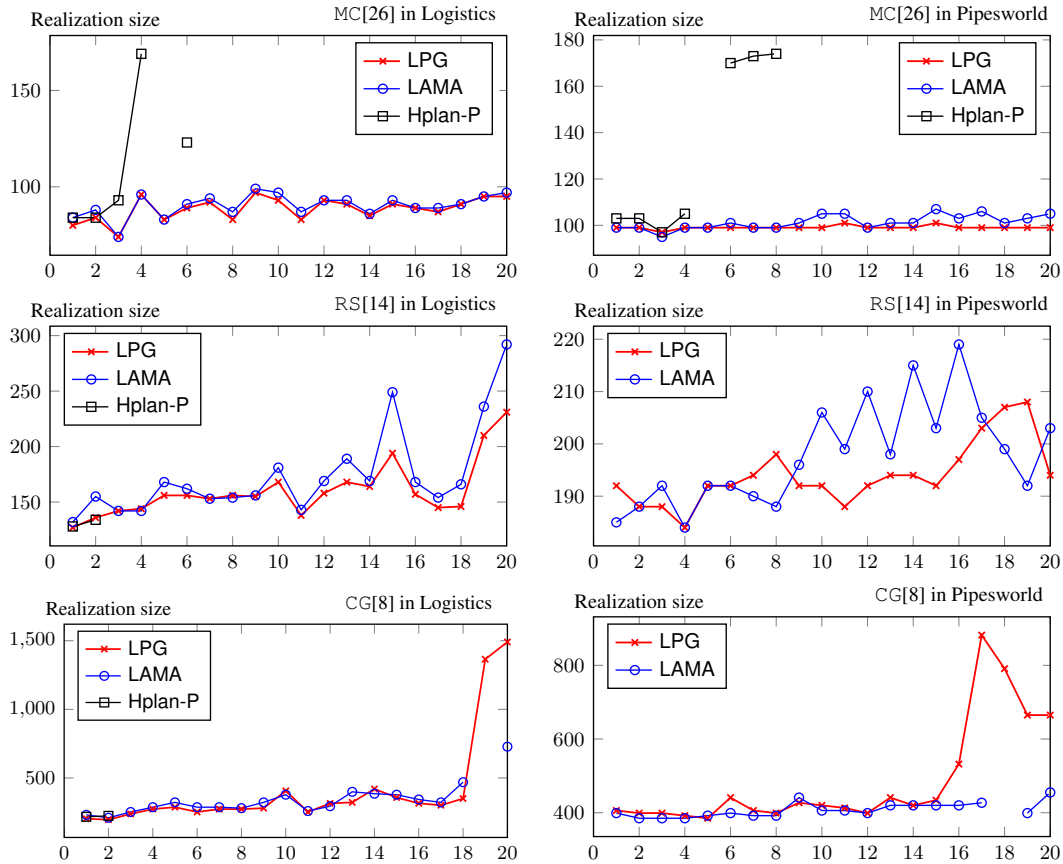 Realization size
MC[26] in Logistics
LPG
LAMA
Hplan-P
150
100
0 2 4 6 8 10 12 14 16 18 20
Realization size
MC[26] in Pipesworld
LPG
LAMA
Hplan-P
180
160
140
120
100
0 2 4 6 8 10 12 14 16 18 20
Realization size
RS[14] in Logistics
LPG
LAMA
Hplan-P
300
250
200
150
0 2 4 6 8 10 12 14 16 18 20
Realization size
RS[14] in Pipesworld
LPG
LAMA
220
210
200
190
0 2 4 6 8 10 12 14 16 18 20
Realization size
CG[8] in Logistics
LPG
LAMA
Hplan-P
1,500
1,000
500
0 2 4 6 8 10 12 14 16 18 20
Realization size
CG[8] in Pipesworld
LPG
LAMA
800
600
400
0 2 4 6 8 10 12 14 16 18 20